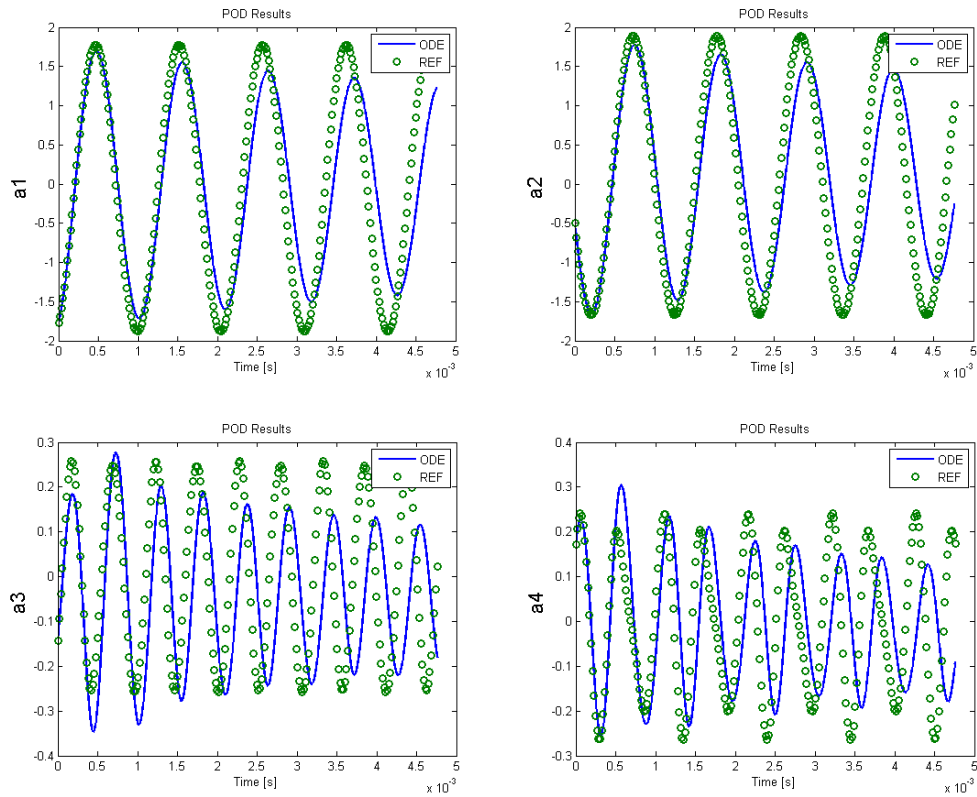 POD Results
2
1.5
1
0.5
0
-0.5
-1
-1.5
-2
a1
ODE
REF
0 0.5 1 1.5 2 2.5 3 3.5 4 4.5 5
Time [s]
x 10⁻³
POD Results
2
1.5
1
0.5
0
-0.5
-1
-1.5
-2
a2
ODE
REF
0 0.5 1 1.5 2 2.5 3 3.5 4 4.5 5
Time [s]
x 10⁻³
POD Results
0.3
0.2
0.1
0
-0.1
-0.2
-0.3
-0.4
a3
ODE
REF
0 0.5 1 1.5 2 2.5 3 3.5 4 4.5 5
Time [s]
x 10⁻³
POD Results
0.4
0.3
0.2
0.1
0
-0.1
-0.2
-0.3
a4
ODE
REF
0 0.5 1 1.5 2 2.5 3 3.5 4 4.5 5
Time [s]
x 10⁻³